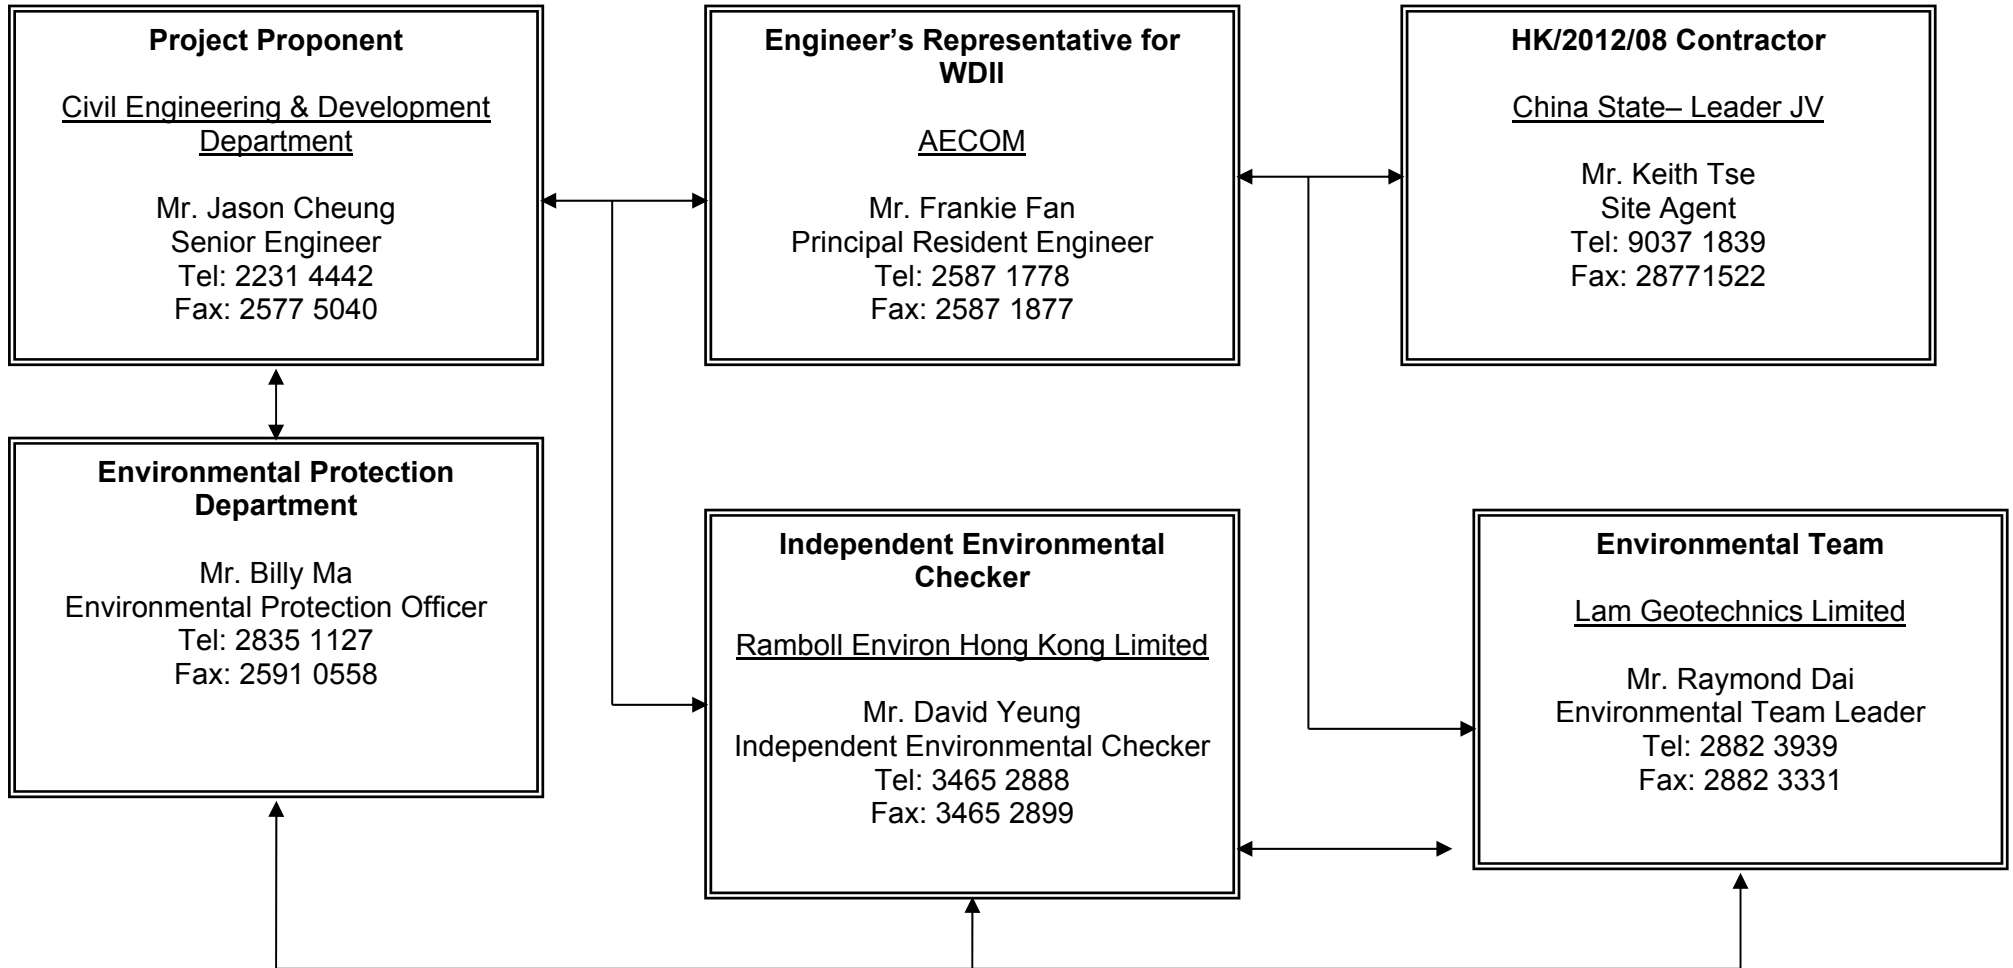 Project Proponent
Civil Engineering & Development
Department
Mr. Jason Cheung
Senior Engineer
Tel: 2231 4442
Fax: 2577 5040
Engineer’s Representative for
WDII
AECOM
Mr. Frankie Fan
Principal Resident Engineer
Tel: 2587 1778
Fax: 2587 1877
HK/2012/08 Contractor
China State– Leader JV
Mr. Keith Tse
Site Agent
Tel: 9037 1839
Fax: 28771522
Environmental Protection
Department
Mr. Billy Ma
Environmental Protection Officer
Tel: 2835 1127
Fax: 2591 0558
Independent Environmental
Checker
Ramboll Environ Hong Kong Limited
Mr. David Yeung
Independent Environmental Checker
Tel: 3465 2888
Fax: 3465 2899
Environmental Team
Lam Geotechnics Limited
Mr. Raymond Dai
Environmental Team Leader
Tel: 2882 3939
Fax: 2882 3331